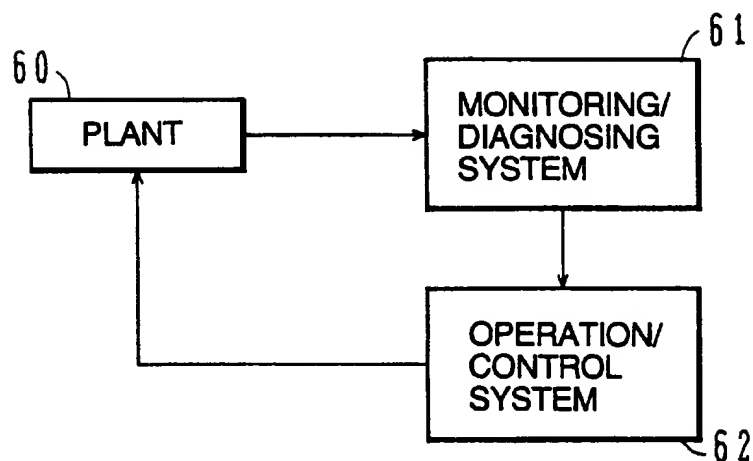 60
PLANT
61
MONITORING/
DIAGNOSING
SYSTEM
OPERATION/
CONTROL
SYSTEM
62